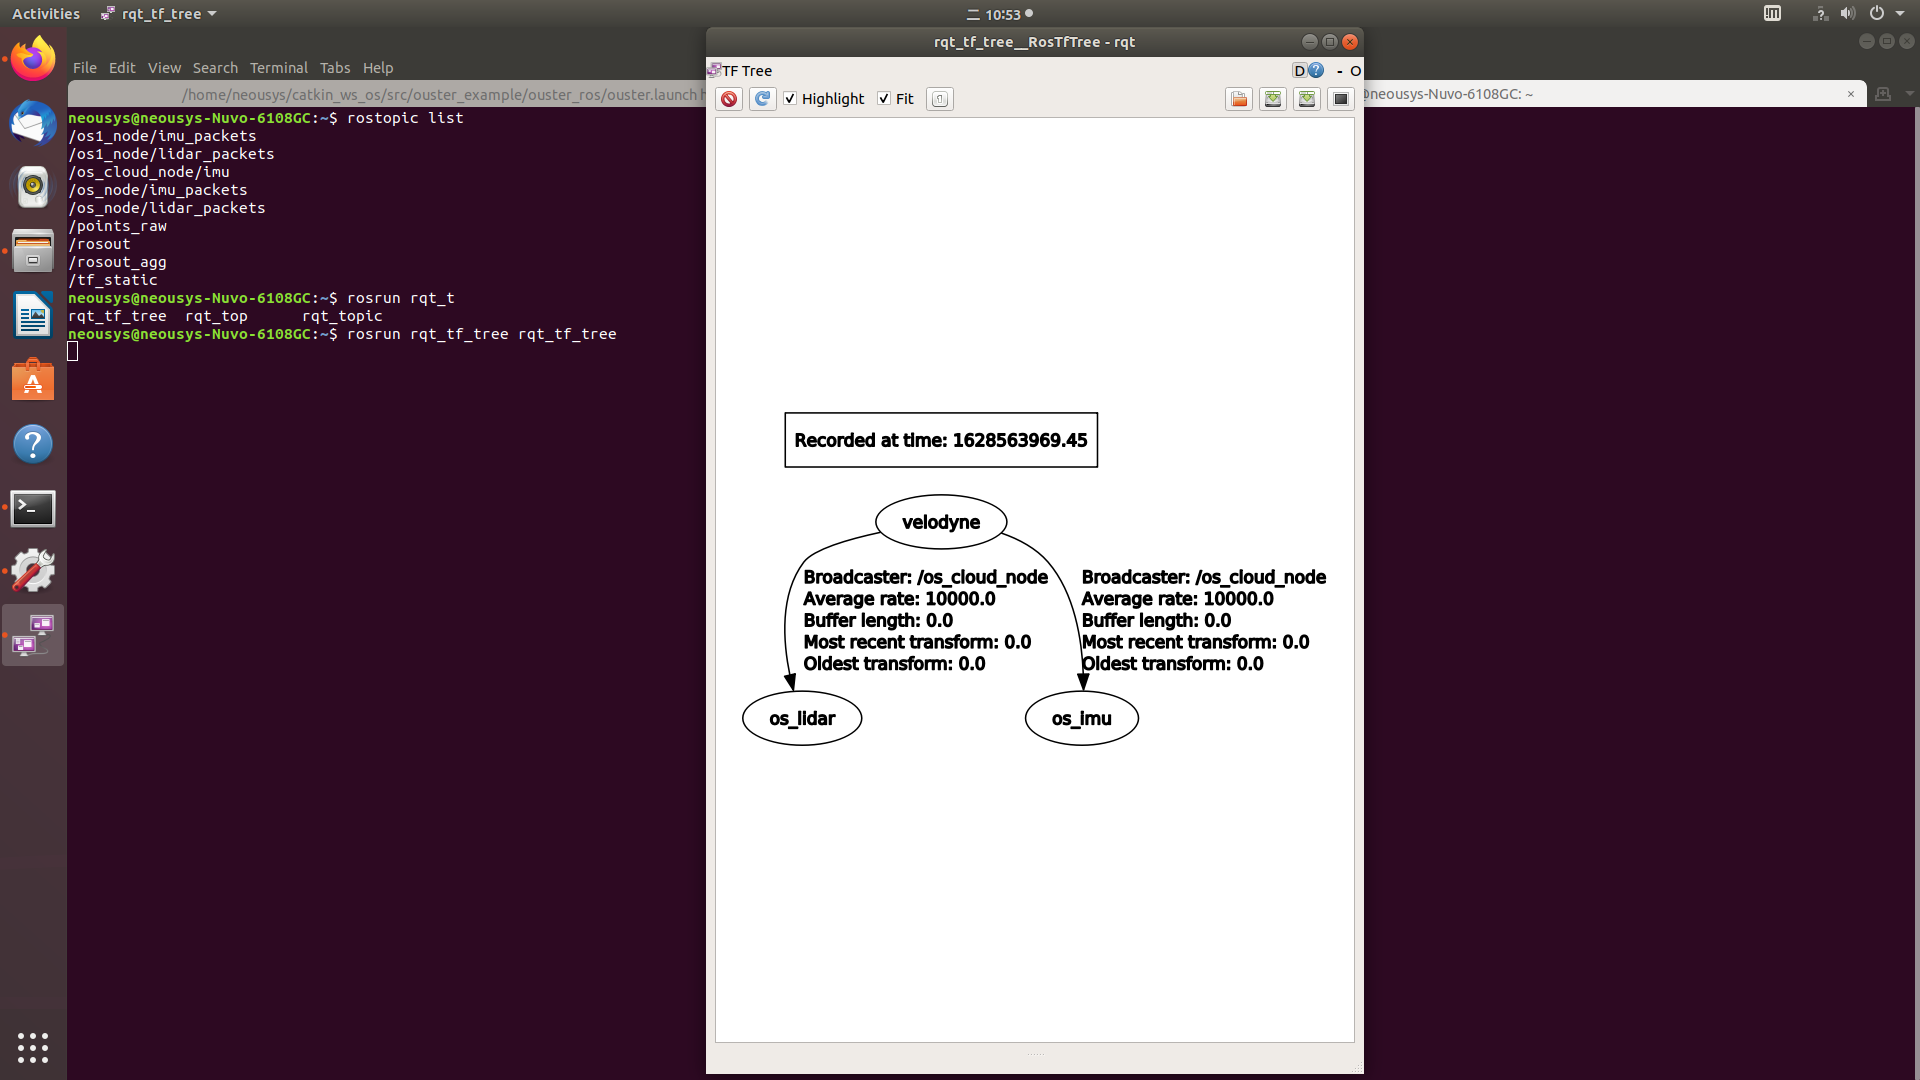 Activities
rqt_tf_tree
二 10:53
rqt_tf_tree__RosTfTree - rqt
File Edit View Search Terminal Tabs Help
TF Tree
D
?
- O
/home/neousys/catkin_ws_os/src/ouster_example/ouster_ros/ouster.launch h
Highlight
Fit
@neousys-Nuvo-6108GC: ~
neousys@neousys-Nuvo-6108GC:~$ rostopic list
/os1_node/imu_packets
/os1_node/lidar_packets
/os_cloud_node/imu
/os_node/imu_packets
/os_node/lidar_packets
/points_raw
/rosout
/rosout_agg
/tf_static
neousys@neousys-Nuvo-6108GC:~$ rosrun rqt_t
rqt_tf_tree rqt_top rqt_topic
neousys@neousys-Nuvo-6108GC:~$ rosrun rqt_tf_tree rqt_tf_tree
Recorded at time: 1628563969.45
velodyne
Broadcaster: /os_cloud_node
Average rate: 10000.0
Buffer length: 0.0
Most recent transform: 0.0
Oldest transform: 0.0
Broadcaster: /os_cloud_node
Average rate: 10000.0
Buffer length: 0.0
Most recent transform: 0.0
Oldest transform: 0.0
os_lidar
os_imu